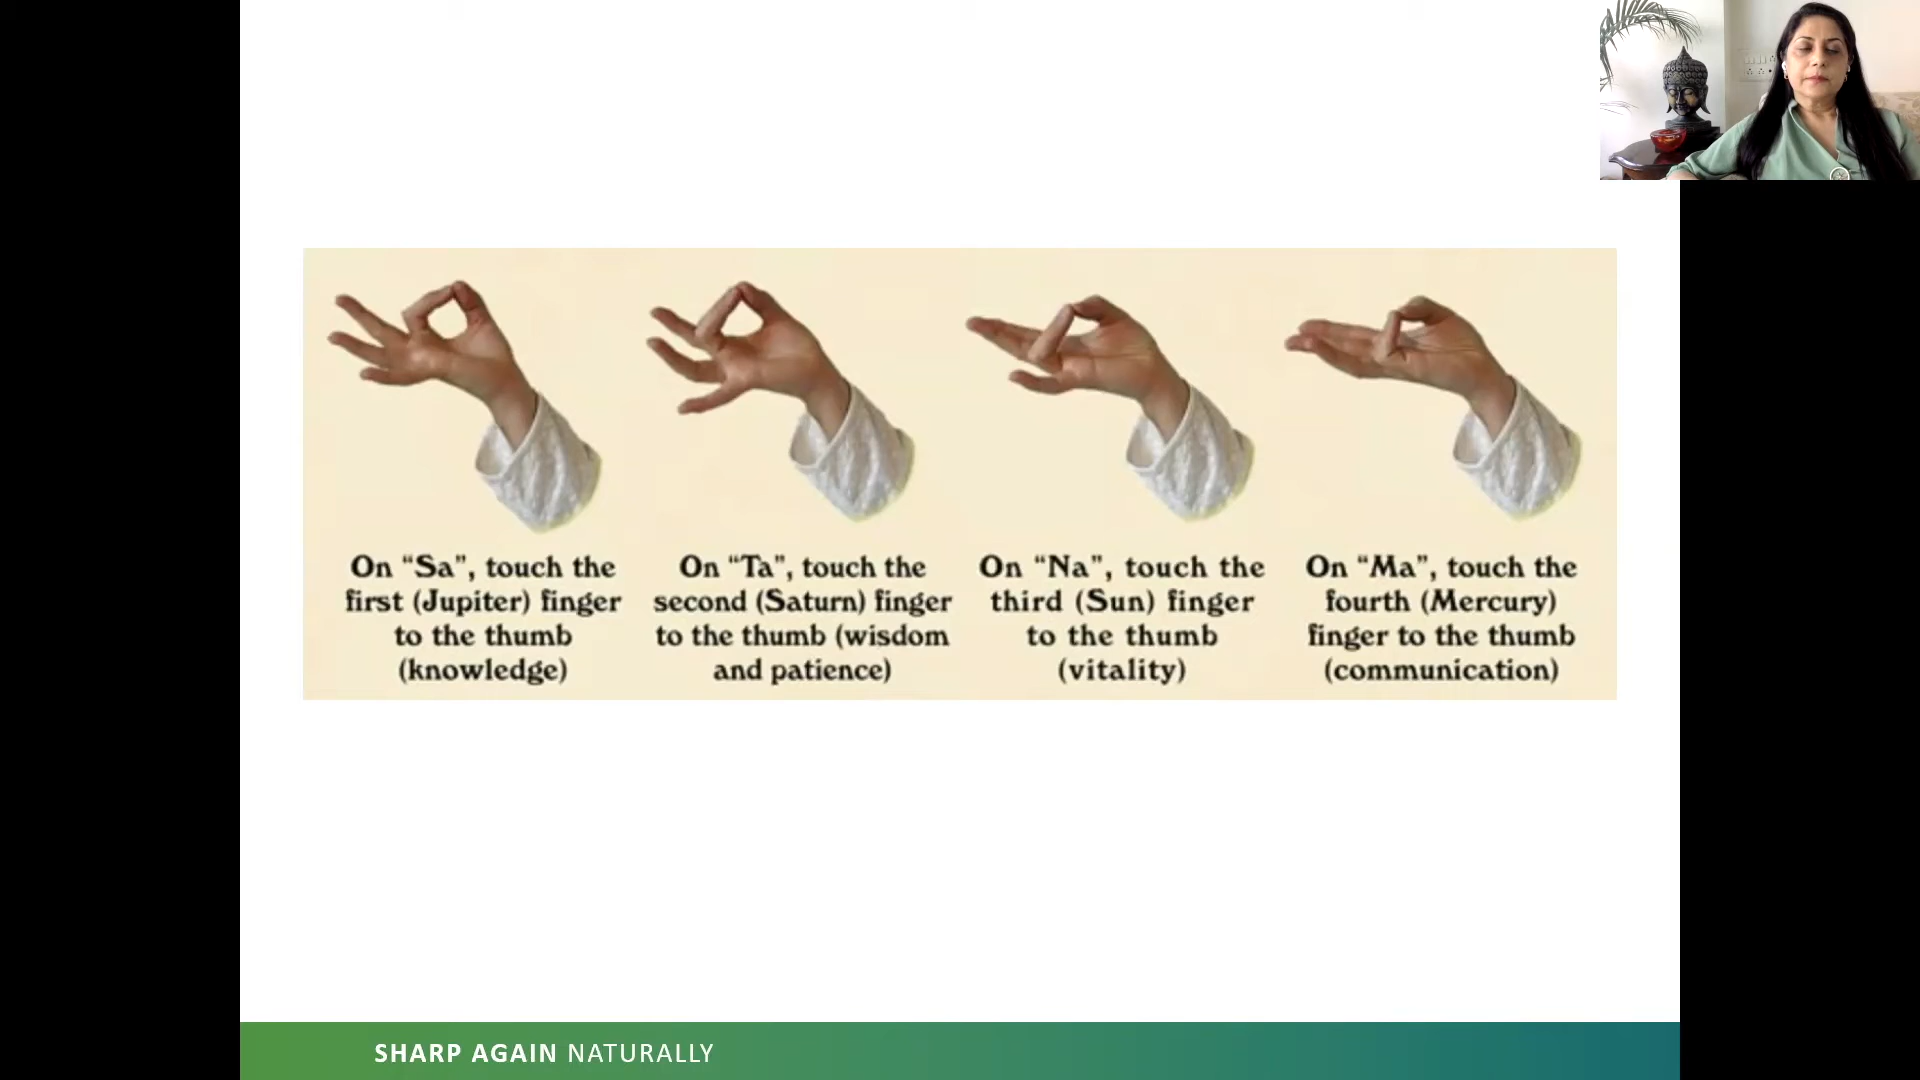 On “Sa”, touch the
first (Jupiter) finger
to the thumb
(knowledge)
On “Ta”, touch the
second (Saturn) finger
to the thumb (wisdom
and patience)
On “Na”, touch the
third (Sun) finger
to the thumb
(vitality)
On “Ma”, touch the
fourth (Mercury)
finger to the thumb
(communication)
SHARP AGAIN NATURALLY